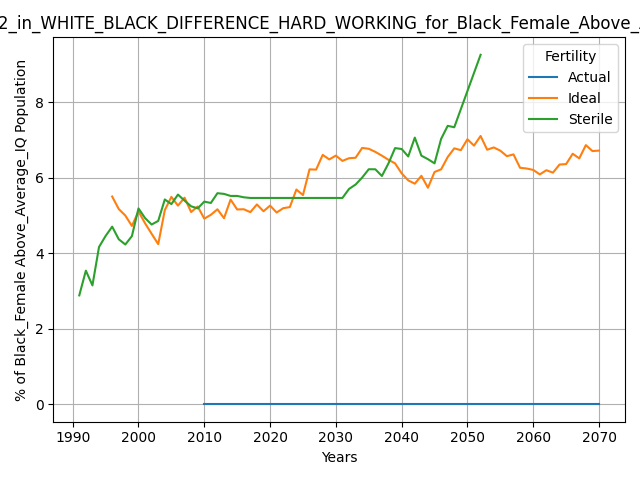 2_in_WHITE_BLACK_DIFFERENCE_HARD_WORKING_for_Black_Female_Above_
% of Black_Female Above_Average_IQ Population
Fertility
Actual
Ideal
Sterile
8
6
4
2
0
1990 2000 2010 2020 2030 2040 2050 2060 2070
Years